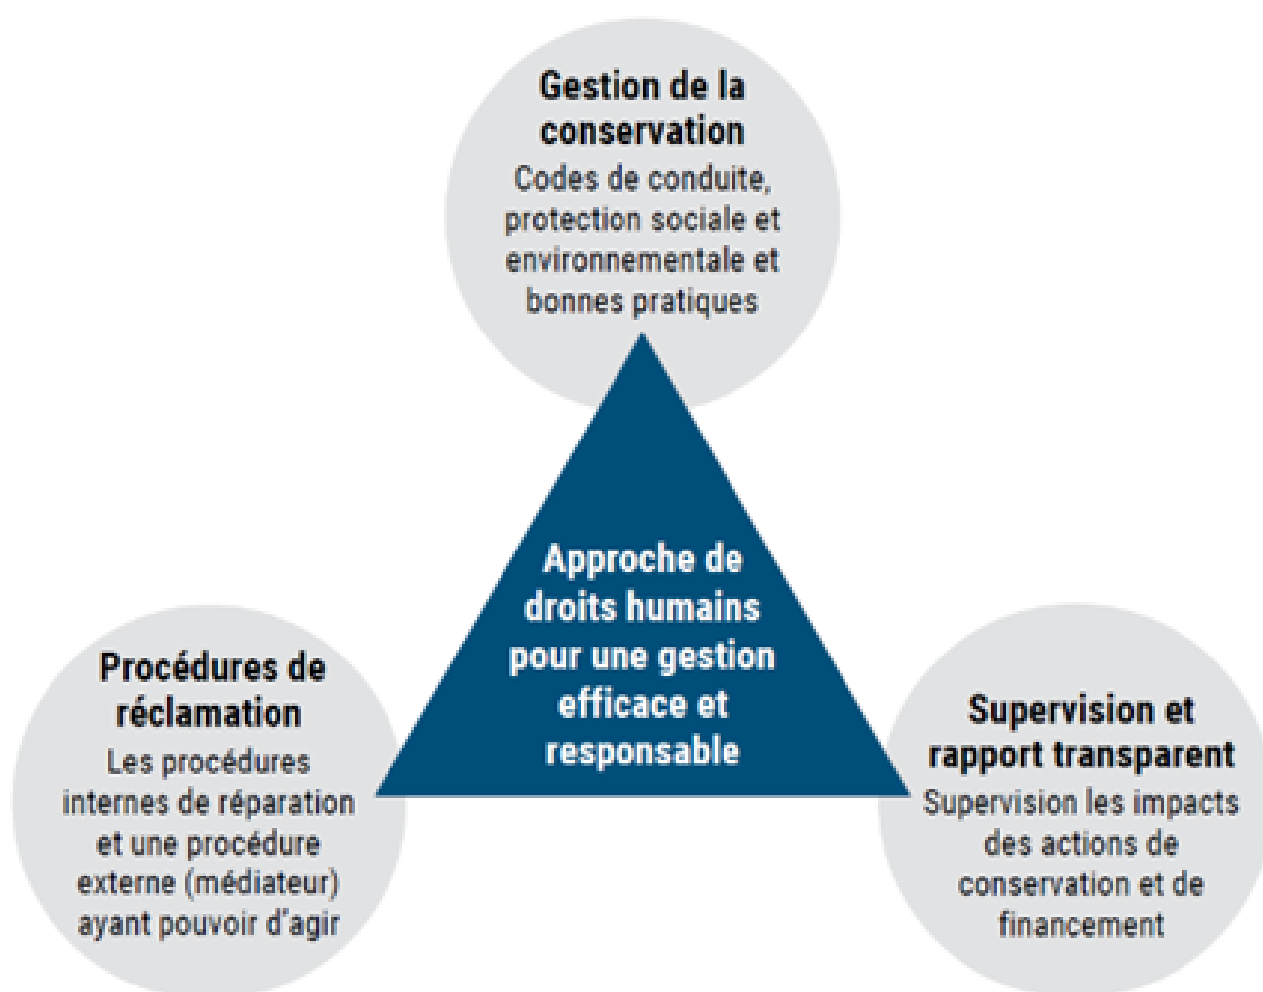 Gestion de la
conservation
Codes de conduite,
protection sociale et
environnementale et
bonnes pratiques
Approche de
droits humains
pour une gestion
efficace et
responsable
Procédures de
réclamation
Les procédures
internes de réparation
et une procédure
externe (médiateur)
ayant pouvoir d'agir
Supervision et
rapport transparent
Supervision les impacts
des actions de
conservation et de
financement